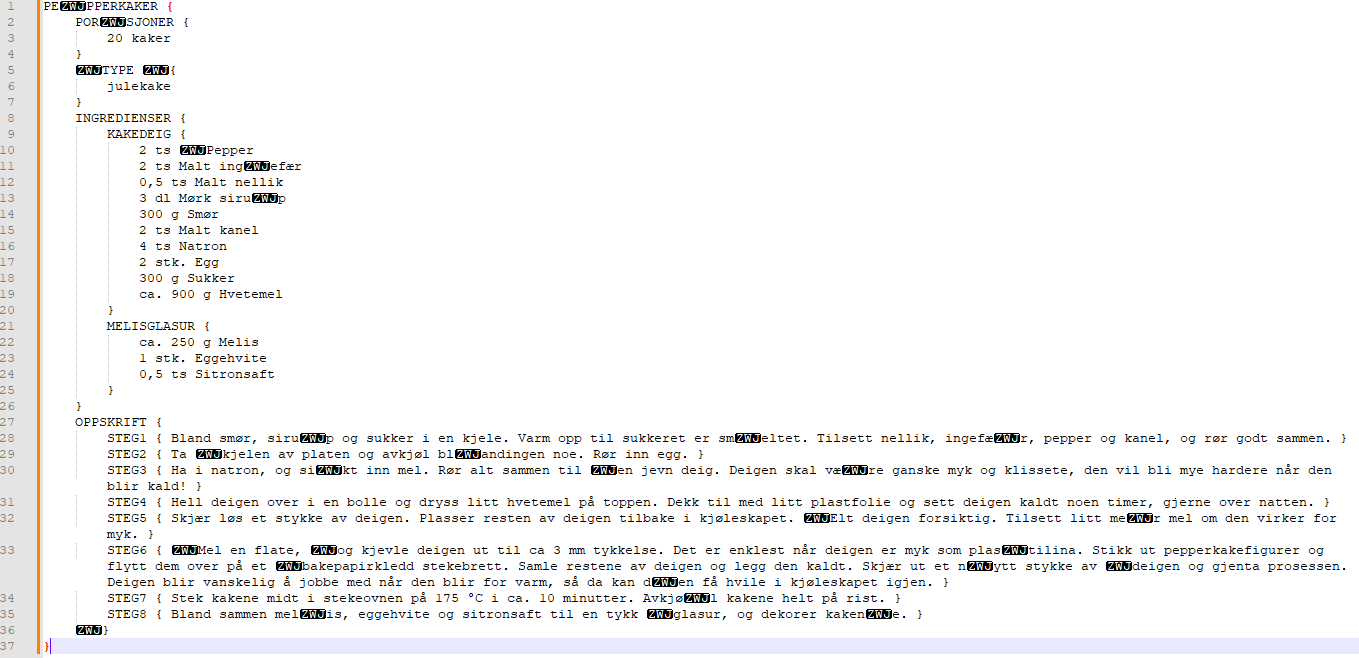 1 PEZWJPPERKAKER {
2 PORZWJSJONER {
3 20 kaker
4 }
5 ZWJTYPE ZWJ{
6 julekake
7 }
8 INGREDIENSER {
9 KAKEDEIG {
10 2 ts ZWJPepper
11 2 ts Malt ingZWJefær
12 0,5 ts Malt nellik
13 3 dl Mørk siruZWJp
14 300 g Smør
15 2 ts Malt kanel
16 4 ts Natron
17 2 stk. Egg
18 300 g Sukker
19 ca. 900 g Hvetemel
20 }
21 MELISGLASUR {
22 ca. 250 g Melis
23 1 stk. Eggehvite
24 0,5 ts Sitronsaft
25 }
26 }
27 OPPSKRIFT {
28 STEG1 { Bland smør, siruZWJp og sukker i en kjele. Varm opp til sukkeret er smZWJeltet. Tilsett nellik, ingefæZWJr, pepper og kanel, og rør godt sammen. }
29 STEG2 { Ta ZWJkjelen av platen og avkjøl blZWJandingen noe. Rør inn egg. }
30 STEG3 { Ha i natron, og siZWJkt inn mel. Rør alt sammen til ZWJen jevn deig. Deigen skal væZWJre ganske myk og klissete, den vil bli mye hardere når den
blir kald! }
31 STEG4 { Hell deigen over i en bolle og dryss litt hvetemel på toppen. Dekk til med litt plastfolie og sett deigen kaldt noen timer, gjerne over natten. }
32 STEG5 { Skjær løs et stykke av deigen. Plasser resten av deigen tilbake i kjøleskapet. ZWJElt deigen forsiktig. Tilsett litt meZWJr mel om den virker for
myk. }
33 STEG6 { ZWJMel en flate, ZWJog kjevle deigen ut til ca 3 mm tykkelse. Det er enklest når deigen er myk som plasZWJtilina. Stikk ut pepperkakefigurer og
flytt dem over på et ZWJbakepapirkledd stekebrett. Samle restene av deigen og legg den kaldt. Skjær ut et nZWJytt stykke av ZWJdeigen og gjenta prosessen.
Deigen blir vanskelig å jobbe med når den blir for varm, så da kan dZWJen få hvile i kjøleskapet igjen. }
34 STEG7 { Stek kakene midt i stekeovnen på 175 °C i ca. 10 minutter. AvkjøZWJl kakene helt på rist. }
35 STEG8 { Bland sammen melZWJis, eggehvite og sitronsaft til en tykk ZWJglasur, og dekorer kakenZWJe. }
36 ZWJ}
37 }